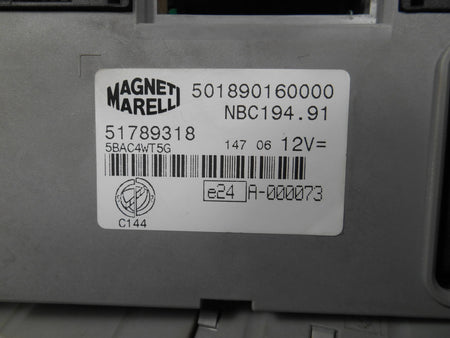 MAGNETI MARELLI
501890160000
NBC194.91
51789318
5BAC4WT5G
147 06 12V=
e24 A-000073
C144